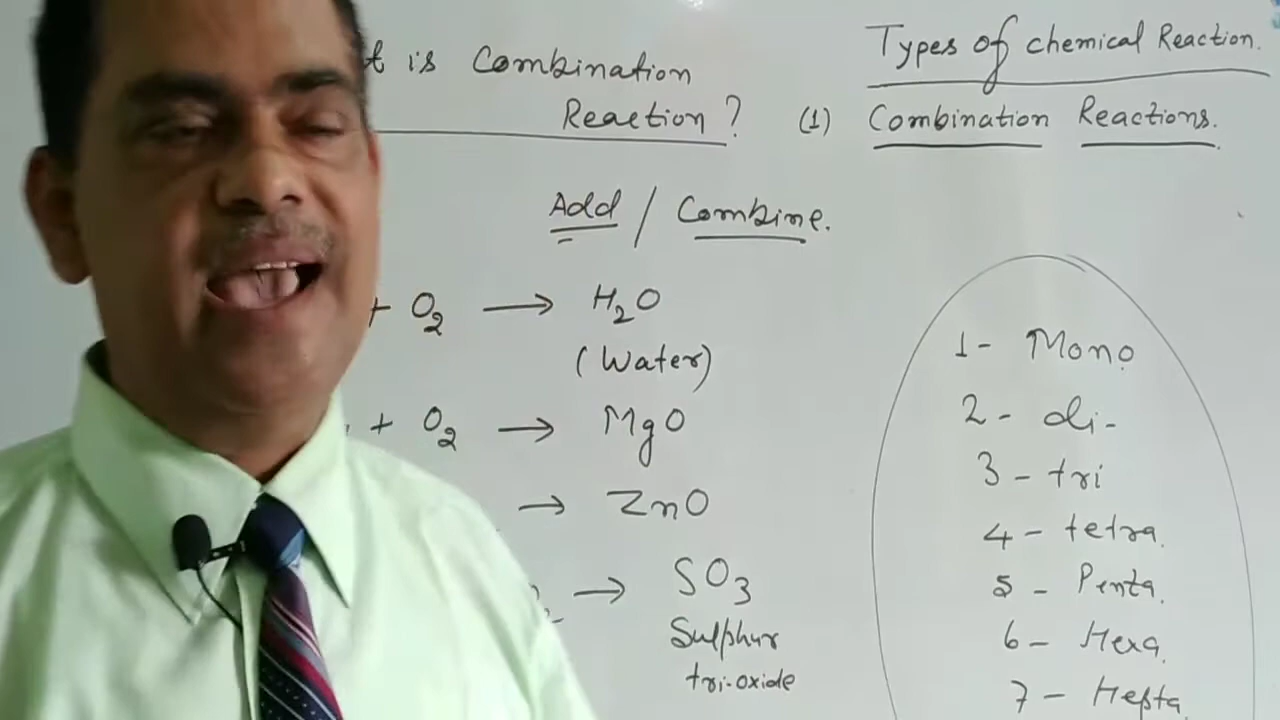 is Combination
Reaction?
Types of chemical Reaction.
(1) Combination Reactions.
Add / Combine.
+ O2 → H2O
(Water)
+ O2 → MgO
→ ZnO
→ SO3
Sulphur
tri-oxide
1- Mono
2- di-
3- tri
4- tetra.
5- Penta.
6- Hexa.
7- Hepta.